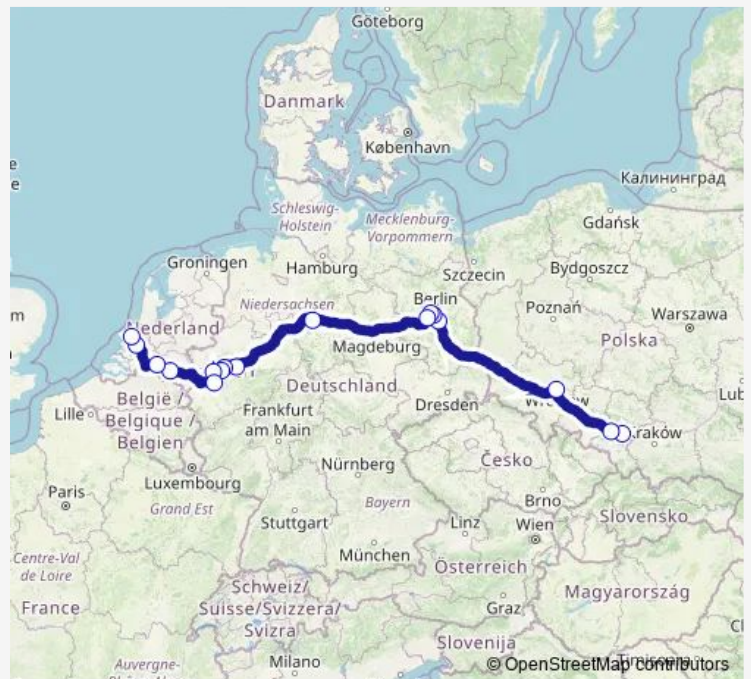 Göteborg
Danmark
København
Калининград
Schleswig-
Holstein
Mecklenburg-
Vorpommern
Gdańsk
Groningen
Hamburg
Szczecin
Bydgoszcz
Niedersachsen
Berlin
Poznań
Warszawa
m
Nederland
Magdeburg
Polska
België /
Belgique /
Belgien
Deutschland
Dresden
Lub
Lille
Frankfurt
am Main
Kraków
Luxembourg
Nürnberg
Česko
Paris
Grand Est
Bayern
Brno
Slovensko
Stuttgart
Linz
Wien
Centre-Val
de Loire
München
Österreich
France
Schweiz/
Suisse/Svizzera/
Svizra
Magyarország
Graz
Slovenija
Milano
Auvergne-
© OpenStreetMap contributors